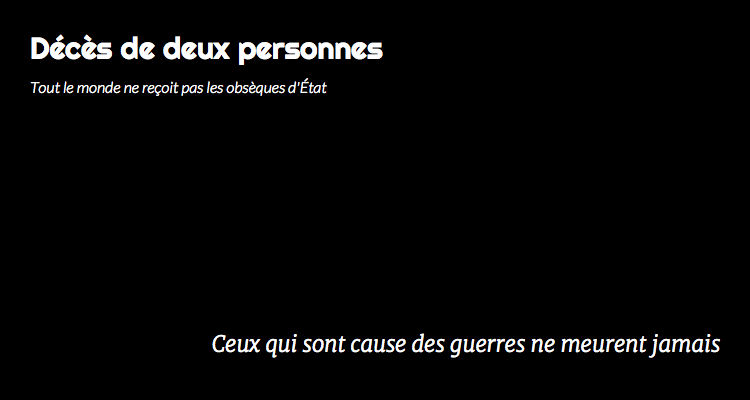 Décès de deux personnes
Tout le monde ne reçoit pas les obsèques d'État
Ceux qui sont cause des guerres ne meurent jamais